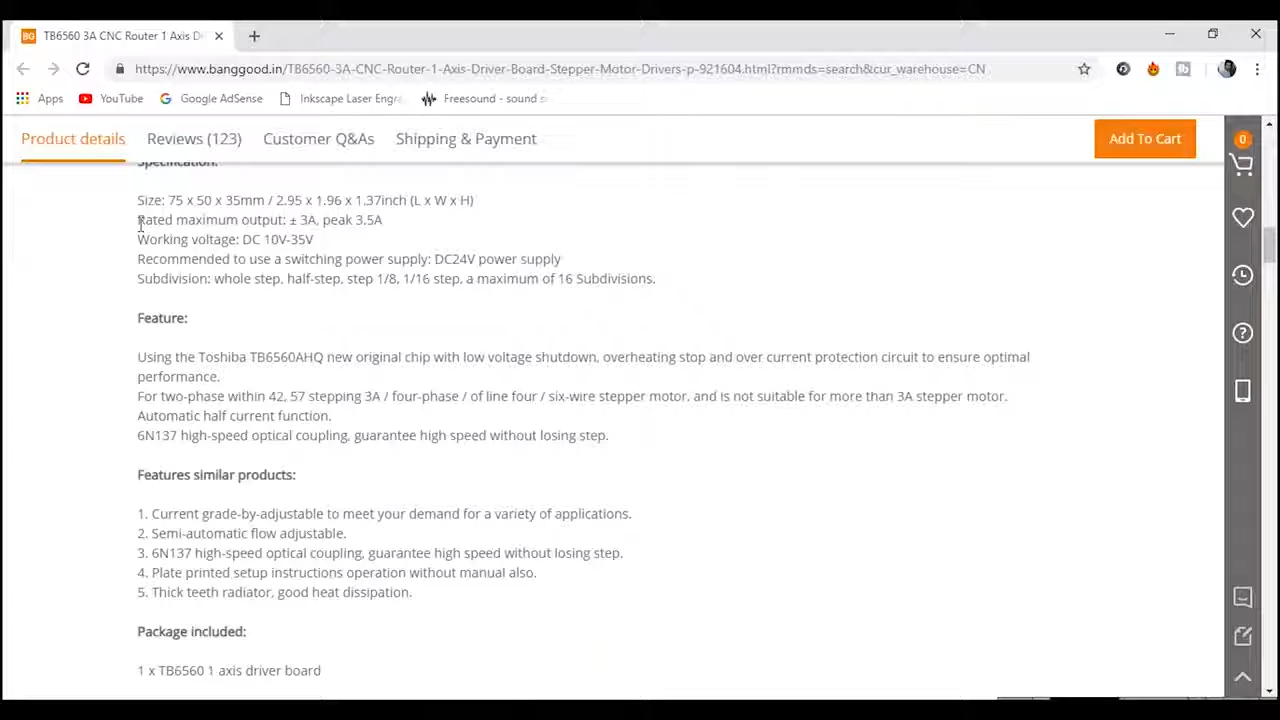 BG TB6560 3A CNC Router 1 Axis D
https://www.banggood.in/TB6560-3A-CNC-Router-1-Axis-Driver-Board-Stepper-Motor-Drivers-p-921604.html?rmmds=search&cur_warehouse=CN
Apps YouTube Google AdSense Inkscape Laser Engra Freesound - sound s
Product details Reviews (123) Customer Q&As Shipping & Payment Add To Cart 0
Specification:
Size: 75 x 50 x 35mm / 2.95 x 1.96 x 1.37inch (L x W x H)
Rated maximum output: ± 3A, peak 3.5A
Working voltage: DC 10V-35V
Recommended to use a switching power supply: DC24V power supply
Subdivision: whole step, half-step, step 1/8, 1/16 step, a maximum of 16 Subdivisions.
Feature:
Using the Toshiba TB6560AHQ new original chip with low voltage shutdown, overheating stop and over current protection circuit to ensure optimal
performance.
For two-phase within 42, 57 stepping 3A / four-phase / of line four / six-wire stepper motor, and is not suitable for more than 3A stepper motor.
Automatic half current function.
6N137 high-speed optical coupling, guarantee high speed without losing step.
Features similar products:
1. Current grade-by-adjustable to meet your demand for a variety of applications.
2. Semi-automatic flow adjustable.
3. 6N137 high-speed optical coupling, guarantee high speed without losing step.
4. Plate printed setup instructions operation without manual also.
5. Thick teeth radiator, good heat dissipation.
Package included:
1 x TB6560 1 axis driver board